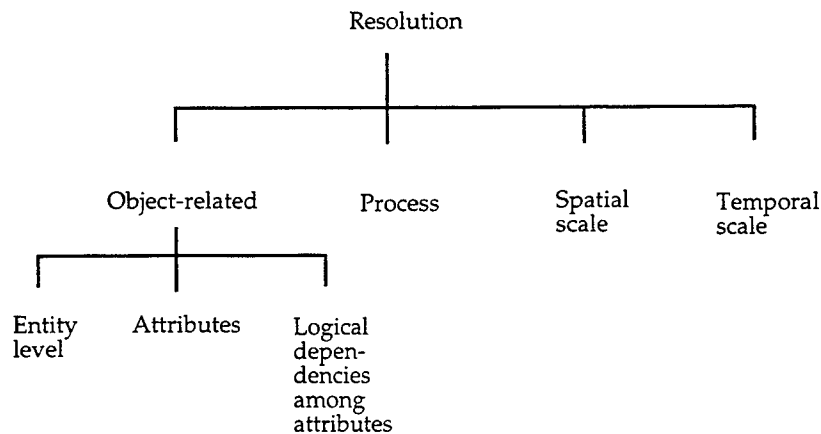 Resolution
Object-related
Process
Spatial
scale
Temporal
scale
Entity
level
Attributes
Logical
depen-
dencies
among
attributes